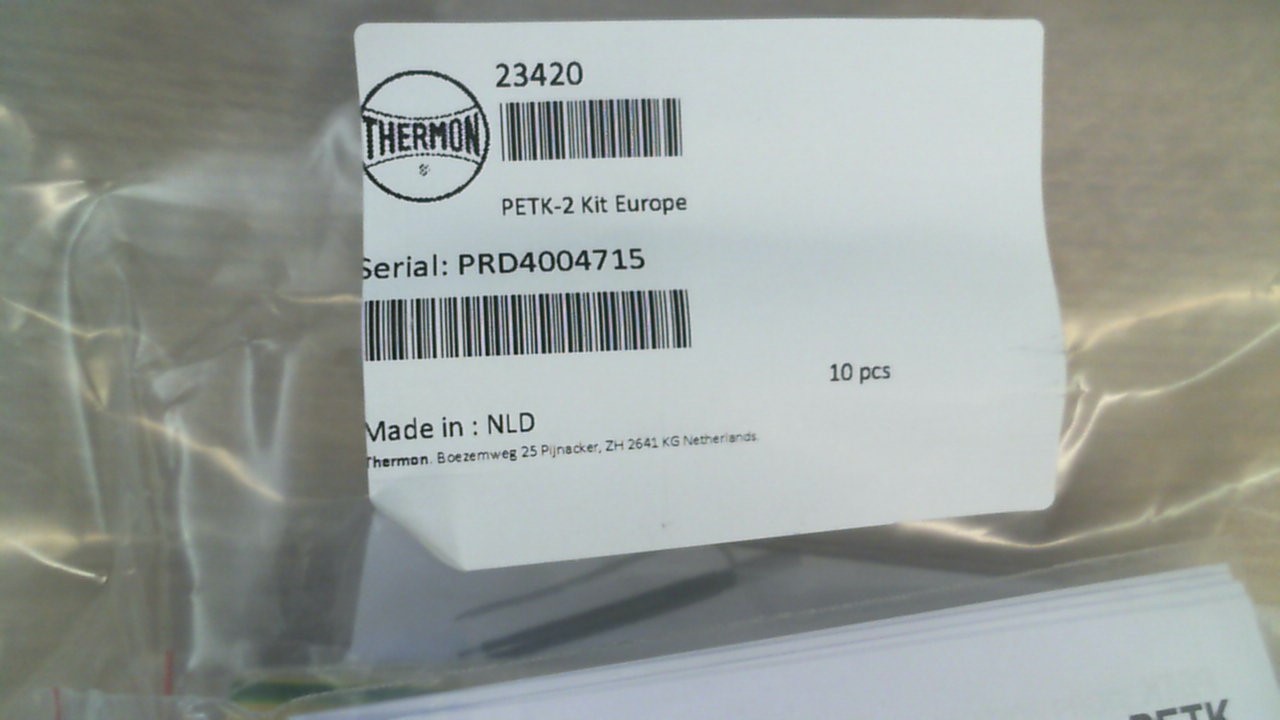 23420
THERMON
®
PETK-2 Kit Europe
Serial: PRD4004715
10 pcs
Made in : NLD
Thermon. Boezemweg 25 Pijnacker, ZH 2641 KG Netherlands.
PETK